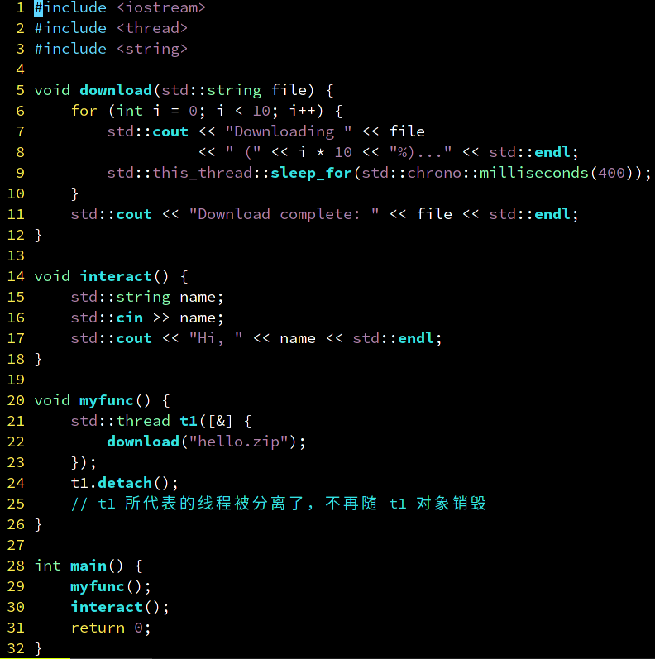 1 #include <iostream>
2 #include <thread>
3 #include <string>
4
5 void download(std::string file) {
6     for (int i = 0; i < 10; i++) {
7         std::cout << "Downloading " << file
8                   << " (" << i * 10 << "%)..." << std::endl;
9         std::this_thread::sleep_for(std::chrono::milliseconds(400));
10     }
11     std::cout << "Download complete: " << file << std::endl;
12 }
13
14 void interact() {
15     std::string name;
16     std::cin >> name;
17     std::cout << "Hi, " << name << std::endl;
18 }
19
20 void myfunc() {
21     std::thread t1([&] {
22         download("hello.zip");
23     });
24     t1.detach();
25     // t1 所代表的线程被分离了，不再随 t1 对象销毁
26 }
27
28 int main() {
29     myfunc();
30     interact();
31     return 0;
32 }